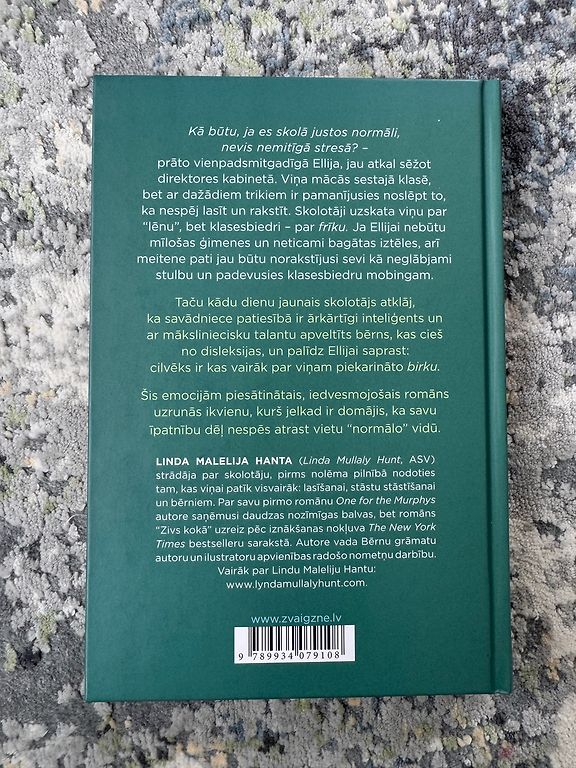 Kā būtu, ja es skolā justos normāli,
nevis nemitīgā stresā? –
prāto vienpadsmitgadīgā Ellija, jau atkal sēžot
direktores kabinetā. Viņa mācās sestajā klasē,
bet ar dažādiem trikiem ir pamanījusies noslēpt to,
ka nespēj lasīt un rakstīt. Skolotāji uzskata viņu par
“lēnu”, bet klasesbiedri – par frīku. Ja Ellijai nebūtu
mīlošas ģimenes un neticami bagātas iztēles, arī
meitene pati jau būtu norakstījusi sevi kā neglābjami
stulbu un padevusies klasesbiedru mobingam.
Taču kādu dienu jaunais skolotājs atklāj,
ka savādniece patiesībā ir ārkārtīgi inteliģents un
ar māksliniecisku talantu apveltīts bērns, kas cieš
no disleksijas, un palīdz Ellijai saprast:
cilvēks ir kas vairāk par viņam piekarināto birku.
Šis emocijām piesātinātais, iedvesmojošais romāns
uzrunās ikvienu, kurš jelkad ir domājis, ka savu
īpatnību dēļ nespēs atrast vietu “normālo” vidū.
LINDA MALELIJA HANTA (Linda Mullaly Hunt, ASV)
strādāja par skolotāju, pirms nolēma pilnībā nodoties
tam, kas viņai patīk visvairāk: lasīšanai, stāstu stāstīšanai
un bērniem. Par savu pirmo romānu One for the Murphys
autore saņēmusi daudzas nozīmīgas balvas, bet romāns
“Zivs kokā” uzreiz pēc iznākšanas nokļuva The New York
Times bestselleru sarakstā. Autore vada Bērnu grāmatu
autoru un ilustratoru apvienības radošo nometņu darbību.
Vairāk par Lindu Maleliju Hantu:
www.lyndamullalyhunt.com.
www.zvaigzne.lv
9 789934 079108